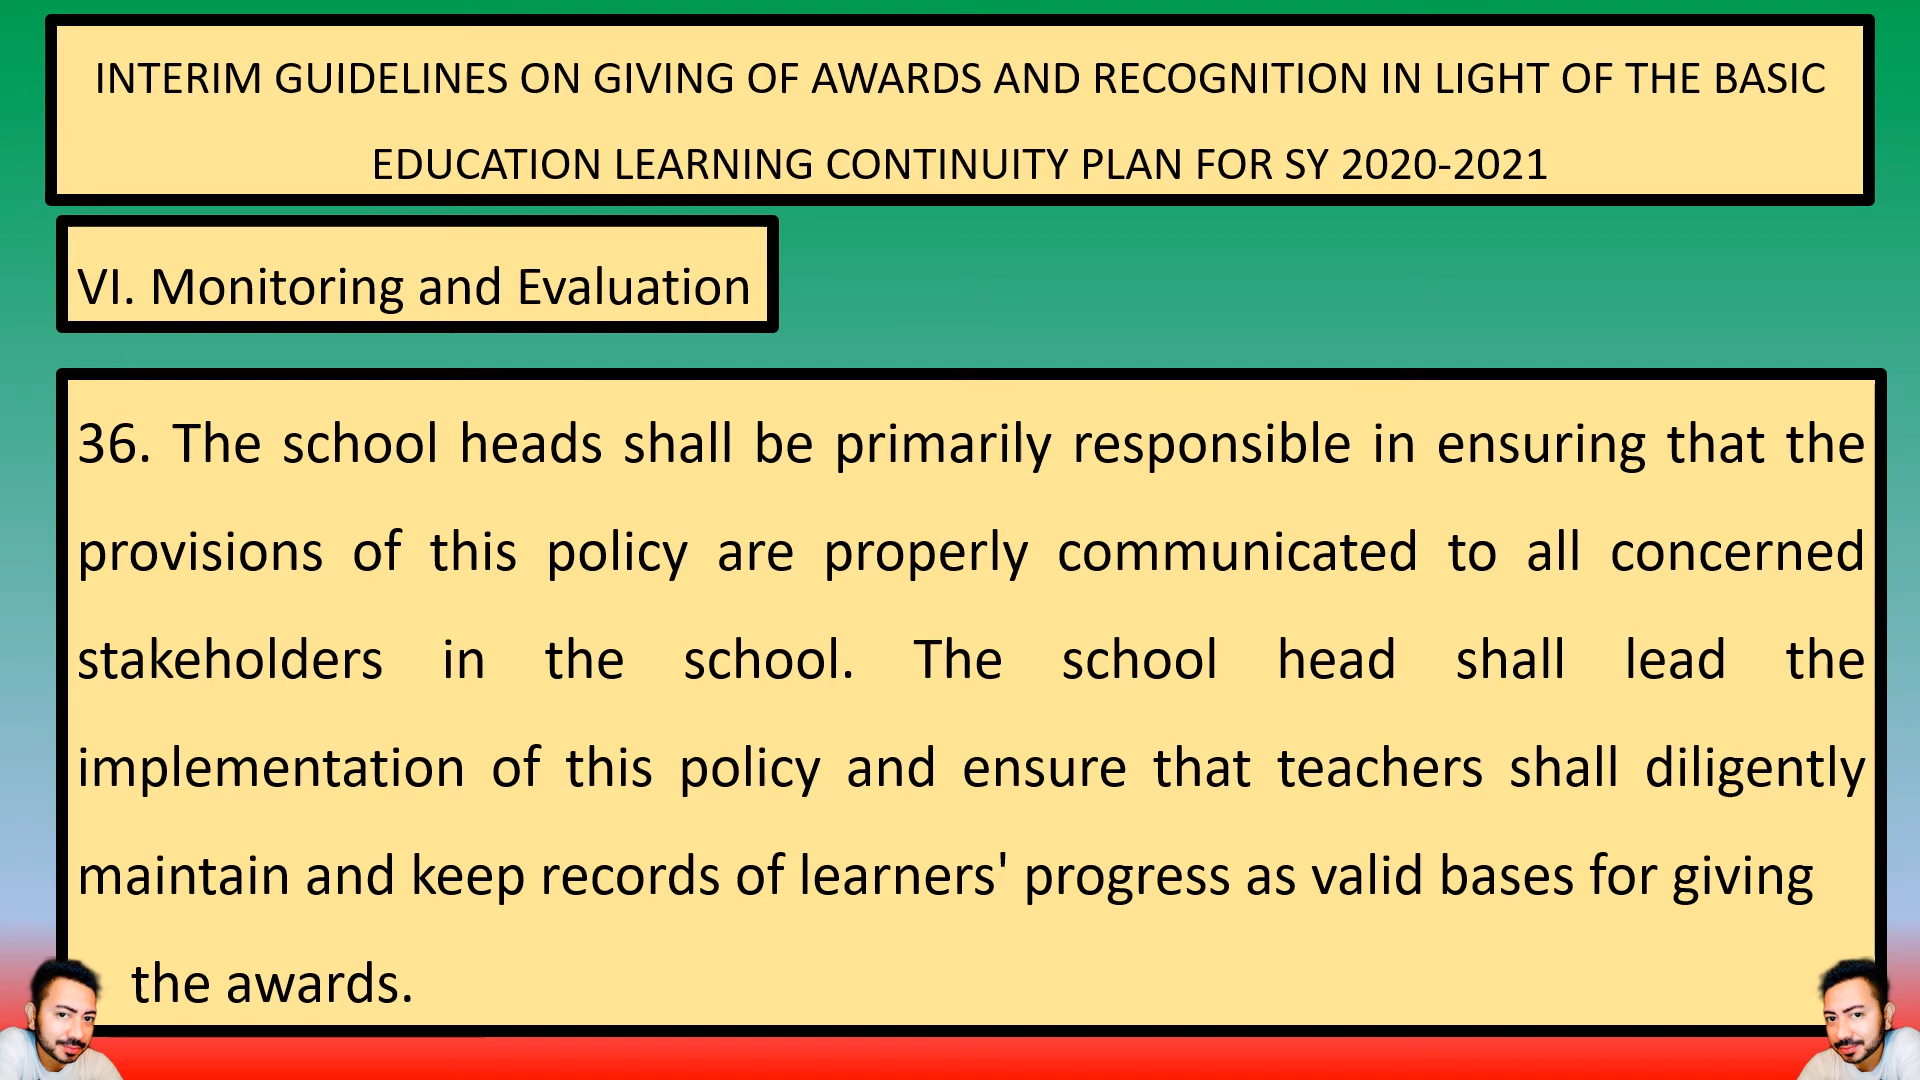 INTERIM GUIDELINES ON GIVING OF AWARDS AND RECOGNITION IN LIGHT OF THE BASIC
EDUCATION LEARNING CONTINUITY PLAN FOR SY 2020-2021
VI. Monitoring and Evaluation
36. The school heads shall be primarily responsible in ensuring that the
provisions of this policy are properly communicated to all concerned
stakeholders in the school. The school head shall lead the
implementation of this policy and ensure that teachers shall diligently
maintain and keep records of learners' progress as valid bases for giving
the awards.